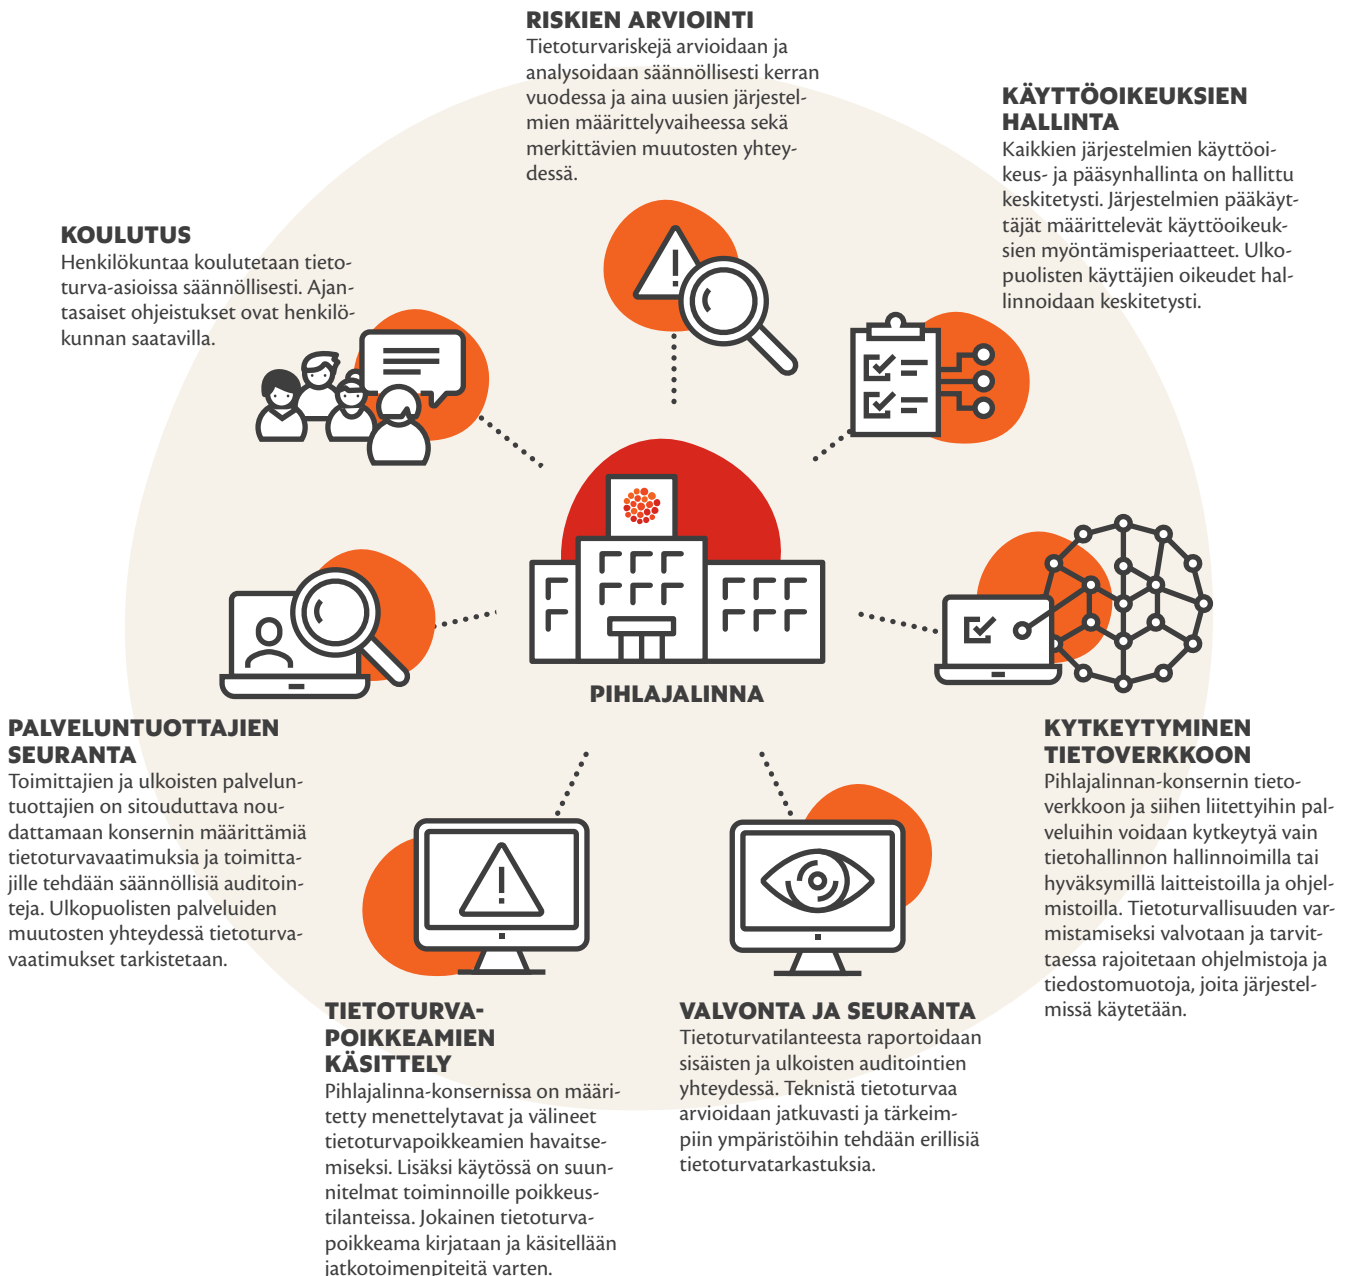 RISKIEN ARVIOINTI
Tietoturvariskejä arvioidaan ja
analysoidaan säännöllisesti kerran
vuodessa ja aina uusien järjestel-
mien määrittelyvaiheessa sekä
merkittävien muutosten yhtey-
dessä.
KÄYTTÖOIKEUKSIEN
HALLINTA
Kaikkien järjestelmien käyttöoi-
keus- ja pääsynhallinta on hallittu
keskitetysti. Järjestelmien pääkäyt-
täjät määrittelevät käyttöoikeuk-
sien myöntämisperiaatteet. Ulko-
puolisten käyttäjien oikeudet hal-
linnoidaan keskitetysti.
KOULUTUS
Henkilökuntaa koulutetaan tieto-
turva-asioissa säännöllisesti. Ajan-
tasaiset ohjeistukset ovat henkilö-
kunnan saatavilla.
PIHLAJALINNA
PALVELUNTUOTTAJIEN
SEURANTA
Toimittajien ja ulkoisten palvelun-
tuottajien on sitouduttava nou-
dattamaan konsernin määrittämiä
tietoturvavaatimuksia ja toimitta-
jille tehdään säännöllisiä auditoin-
teja. Ulkopuolisten palveluiden
muutosten yhteydessä tietoturva-
vaatimukset tarkistetaan.
KYTKEYTYMINEN
TIETOVERKKOON
Pihlajalinnan-konsernin tieto-
verkkoon ja siihen liitettyihin pal-
veluihin voidaan kytkeytyä vain
tietohallinnon hallinnoimilla tai
hyväksymillä laitteistoilla ja ohjel-
mistoilla. Tietoturvallisuuden var-
mistamiseksi valvotaan ja tarvit-
taessa rajoitetaan ohjelmistoja ja
tiedostomuotoja, joita järjestel-
missä käytetään.
TIETOTURVA-
POIKKEAMIEN
KÄSITTELY
Pihlajalinna-konsernissa on määri-
tetty menettelytavat ja välineet
tietoturvapoikkeamien havaitse-
miseksi. Lisäksi käytössä on suun-
nitelmat toiminnoille poikkeus-
tilanteissa. Jokainen tietoturva-
poikkeama kirjataan ja käsitellään
jatkotoimenpiteitä varten.
VALVONTA JA SEURANTA
Tietoturvatilanteesta raportoidaan
sisäisten ja ulkoisten auditointien
yhteydessä. Teknistä tietoturvaa
arvioidaan jatkuvasti ja tärkeim-
piin ympäristöihin tehdään erillisiä
tietoturvatarkastuksia.